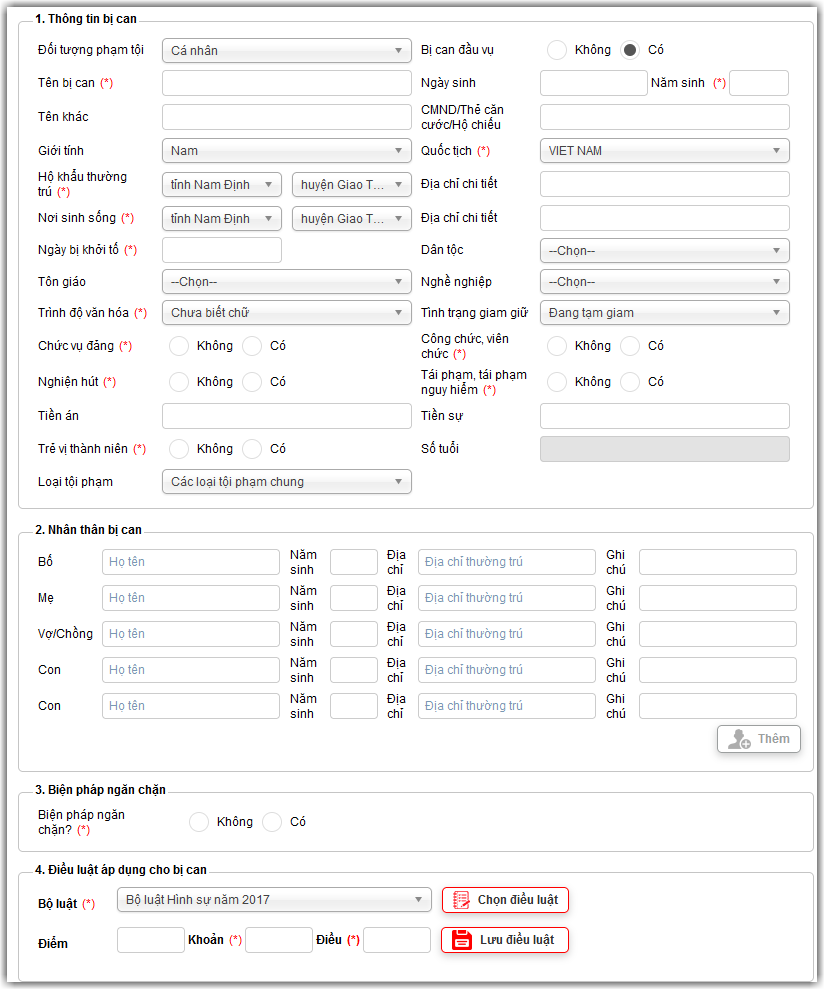 1. Thông tin bị can
Đối tượng phạm tội Cá nhân Bị can đầu vụ Không Có
Tên bị can (*) Ngày sinh Năm sinh (*)
Tên khác CMND/Thẻ căn cước/Hộ chiếu
Giới tính Nam Quốc tịch (*) VIET NAM
Hộ khẩu thường trú (*) tỉnh Nam Định huyện Giao T... Địa chỉ chi tiết
Nơi sinh sống (*) tỉnh Nam Định huyện Giao T... Địa chỉ chi tiết
Ngày bị khởi tố (*) Dân tộc --Chọn--
Tôn giáo --Chọn-- Nghề nghiệp --Chọn--
Trình độ văn hóa (*) Chưa biết chữ Tình trạng giam giữ Đang tạm giam
Chức vụ đảng (*) Không Có Công chức, viên chức (*) Không Có
Nghiện hút (*) Không Có Tái phạm, tái phạm nguy hiểm (*) Không Có
Tiền án Tiền sự
Trẻ vị thành niên (*) Không Có Số tuổi
Loại tội phạm Các loại tội phạm chung
2. Nhân thân bị can
Bố Họ tên Năm sinh Địa chỉ Địa chỉ thường trú Ghi chú
Mẹ Họ tên Năm sinh Địa chỉ Địa chỉ thường trú Ghi chú
Vợ/Chồng Họ tên Năm sinh Địa chỉ Địa chỉ thường trú Ghi chú
Con Họ tên Năm sinh Địa chỉ Địa chỉ thường trú Ghi chú
Con Họ tên Năm sinh Địa chỉ Địa chỉ thường trú Ghi chú
Thêm
3. Biện pháp ngăn chặn
Biện pháp ngăn chặn? (*) Không Có
4. Điều luật áp dụng cho bị can
Bộ luật (*) Bộ luật Hình sự năm 2017 Chọn điều luật
Điểm Khoản (*) Điều (*) Lưu điều luật